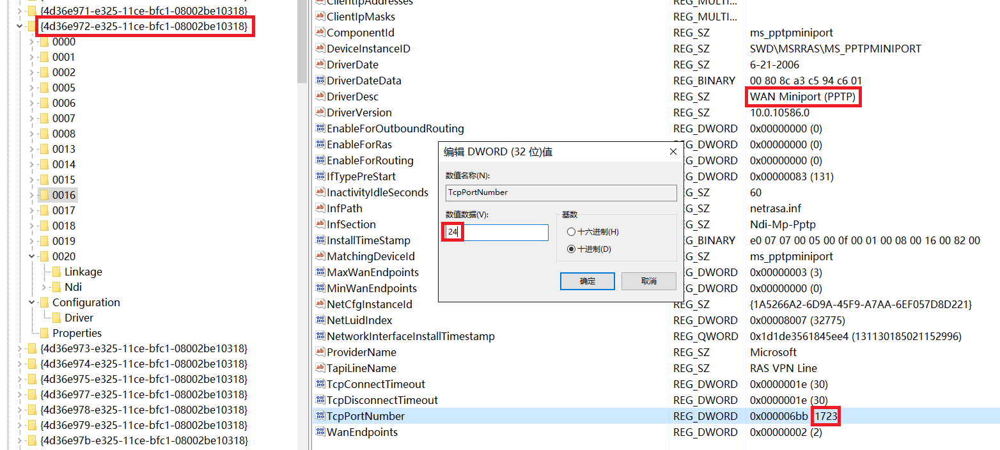 {4d36e971-e325-11ce-bfc1-08002be10318}
{4d36e972-e325-11ce-bfc1-08002be10318}
0000
0001
0002
0005
0006
0007
0008
0013
0014
0015
0016
0017
0018
0019
0020
Linkage
Ndi
Configuration
Driver
Properties
{4d36e973-e325-11ce-bfc1-08002be10318}
{4d36e974-e325-11ce-bfc1-08002be10318}
{4d36e975-e325-11ce-bfc1-08002be10318}
{4d36e977-e325-11ce-bfc1-08002be10318}
{4d36e978-e325-11ce-bfc1-08002be10318}
{4d36e979-e325-11ce-bfc1-08002be10318}
{4d36e97b-e325-11ce-bfc1-08002be10318}
ClientIpAddresses REG_MULTI...
ClientIpMasks REG_MULTI...
ComponentId REG_SZ ms_pptpminiport
DeviceInstanceID REG_SZ SWD\MSRRAS\MS_PPTPMINIPORT
DriverDate REG_SZ 6-21-2006
DriverDateData REG_BINARY 00 80 8c a3 c5 94 c6 01
DriverDesc REG_SZ WAN Miniport (PPTP)
DriverVersion REG_SZ 10.0.10586.0
EnableForOutboundRouting REG_DWORD 0x00000000 (0)
EnableForRas EG_DWORD 0x00000000 (0)
EnableForRouting EG_DWORD 0x00000000 (0)
IfTypePreStart EG_DWORD 0x00000083 (131)
InactivityIdleSeconds EG_SZ 60
InfPath EG_SZ netrasa.inf
InfSection EG_SZ Ndi-Mp-Pptp
InstallTimeStamp EG_BINARY e0 07 07 00 05 00 0f 00 01 00 08 00 16 00 82 00
MatchingDeviceId EG_SZ ms_pptpminiport
MaxWanEndpoints EG_DWORD 0x00000003 (3)
MinWanEndpoints EG_DWORD 0x00000000 (0)
NetCfgInstanceId REG_SZ {1A5266A2-6D9A-45F9-A7AA-6EF057D8D221}
NetLuidIndex REG_DWORD 0x00008007 (32775)
NetworkInterfaceInstallTimestamp REG_QWORD 0x1d1de3561845ee4 (131130185021152996)
ProviderName REG_SZ Microsoft
TapiLineName REG_SZ RAS VPN Line
TcpConnectTimeout REG_DWORD 0x0000001e (30)
TcpDisconnectTimeout REG_DWORD 0x0000001e (30)
TcpPortNumber REG_DWORD 0x000006bb (1723
WanEndpoints REG_DWORD 0x00000002 (2)
编辑 DWORD (32 位)值
数值名称(N):
TcpPortNumber
数值数据(V):
24
基数
十六进制(H)
十进制(D)
确定
取消